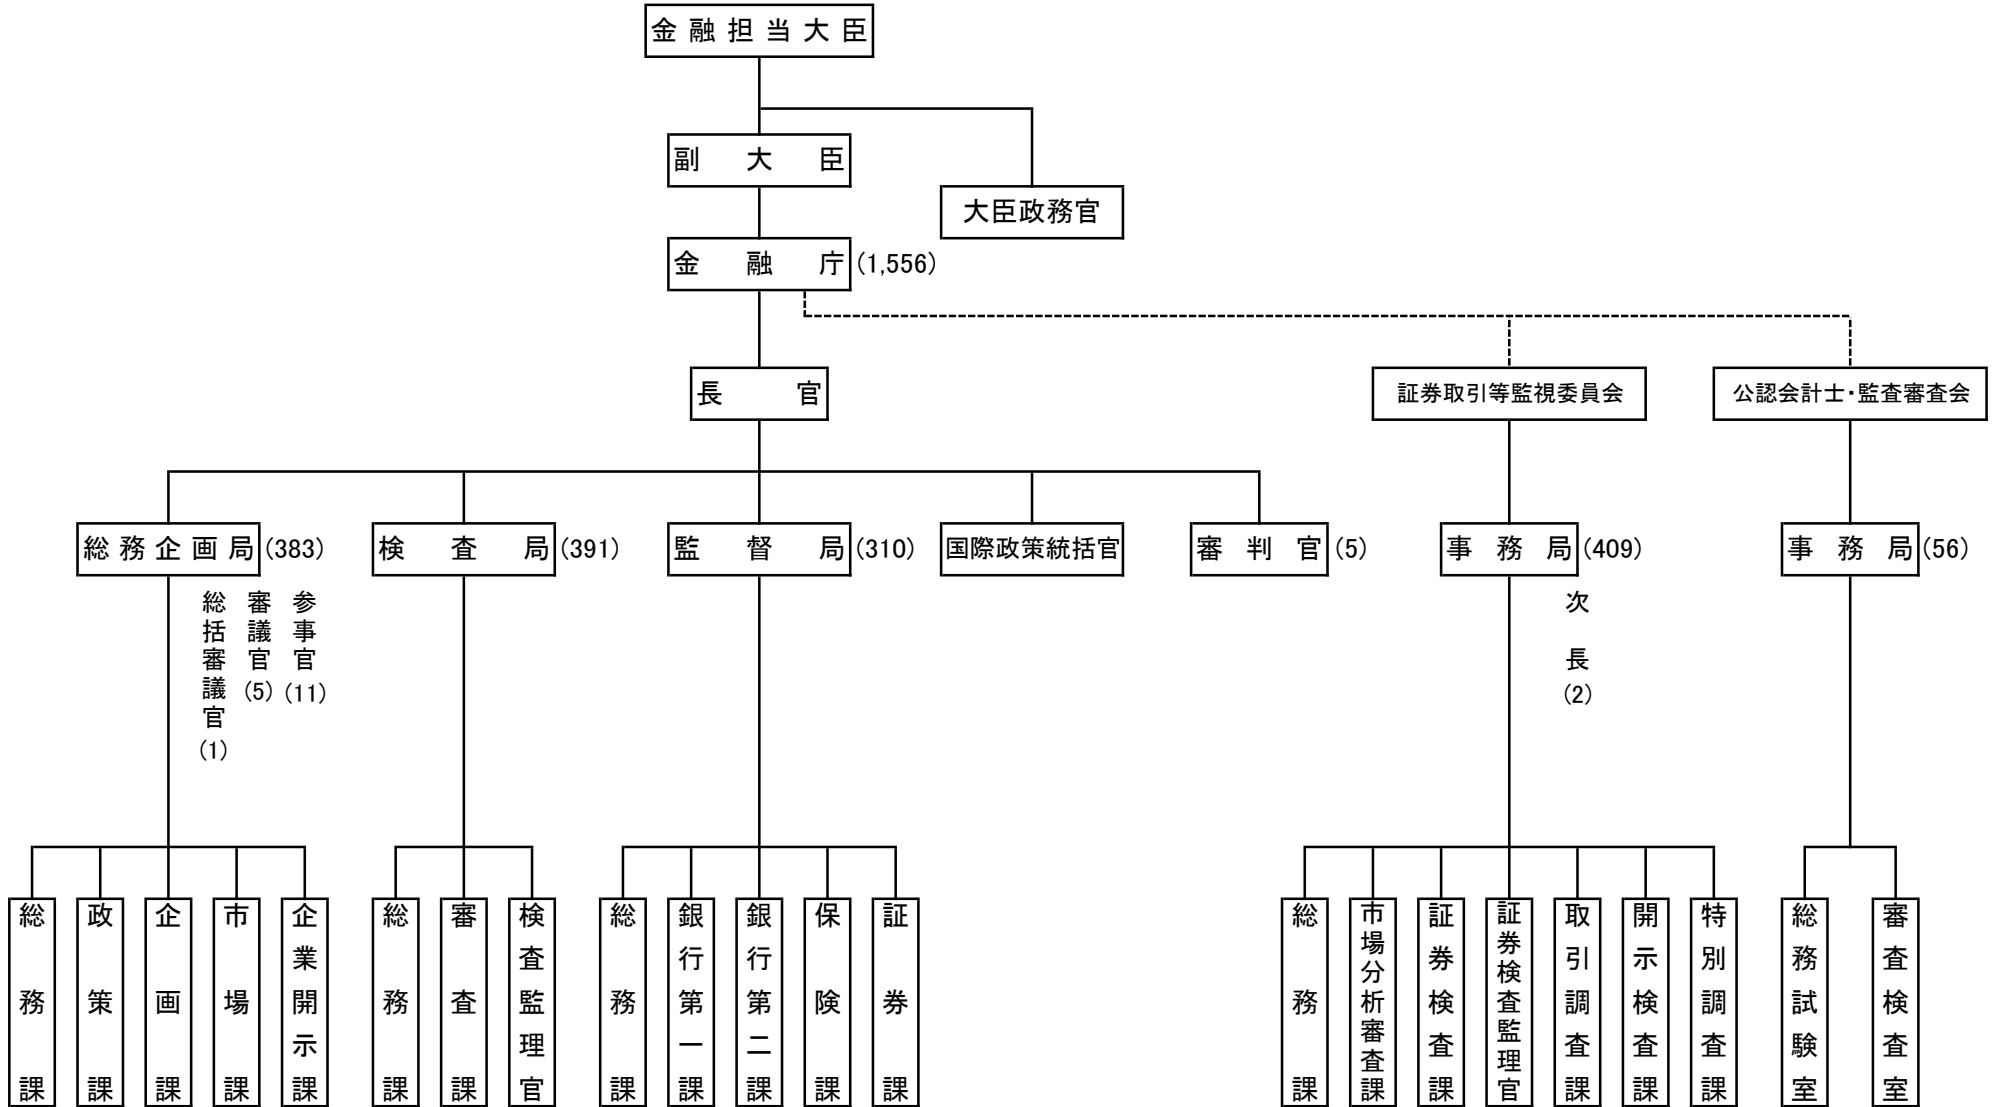 金融担当大臣
副大臣
大臣政務官
金融庁(1,556)
長官
証券取引等監視委員会
公認会計士・監査審査会
総務企画局(383)
検査局(391)
監督局(310)
国際政策統括官
審判官(5)
事務局(409)
事務局(56)
総括審議官(1)
審議官(5)
参事官(11)
次長(2)
総務課
政策課
企画課
市場課
企業開示課
総務課
審査課
検査監理官
総務課
銀行第一課
銀行第二課
保険課
証券課
総務課
市場分析審査課
証券検査課
証券検査監理官
取引調査課
開示検査課
特別調査課
総務試験室
審査検査室